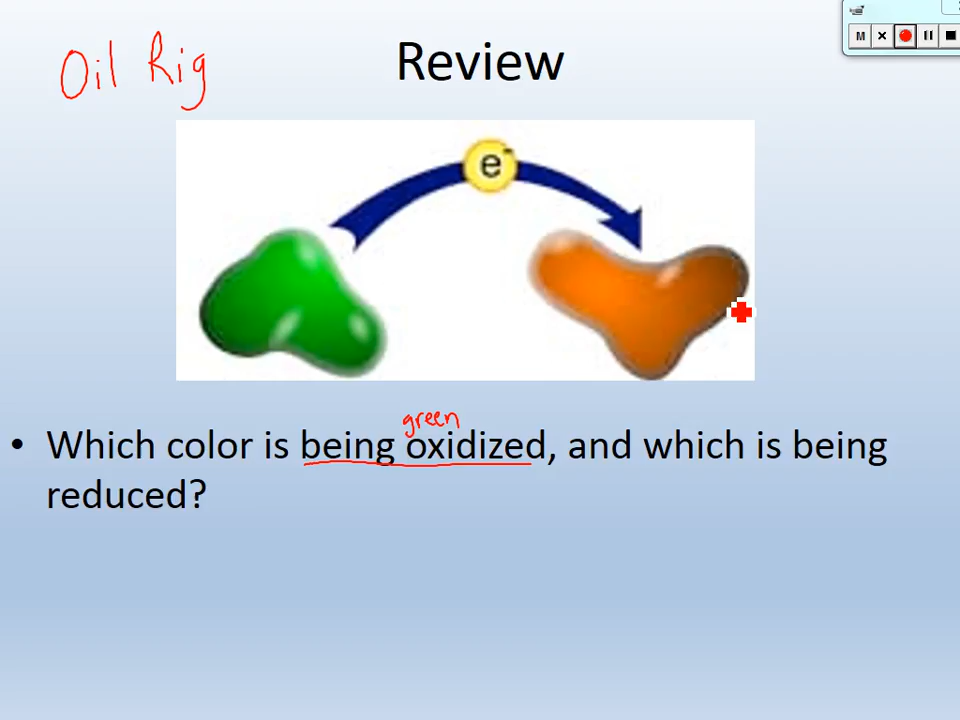 Oil Rig
Review
M
e-
green
• Which color is being oxidized, and which is being
reduced?